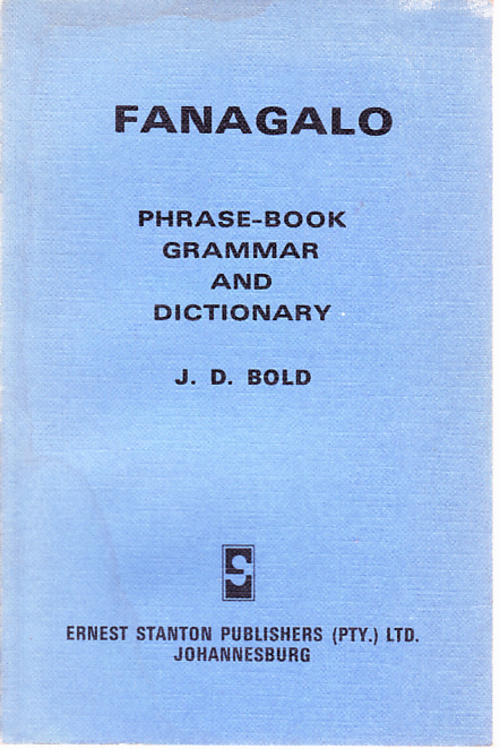 FANAGALO
PHRASE-BOOK
GRAMMAR
AND
DICTIONARY
J. D. BOLD
ERNEST STANTON PUBLISHERS (PTY.) LTD.
JOHANNESBURG